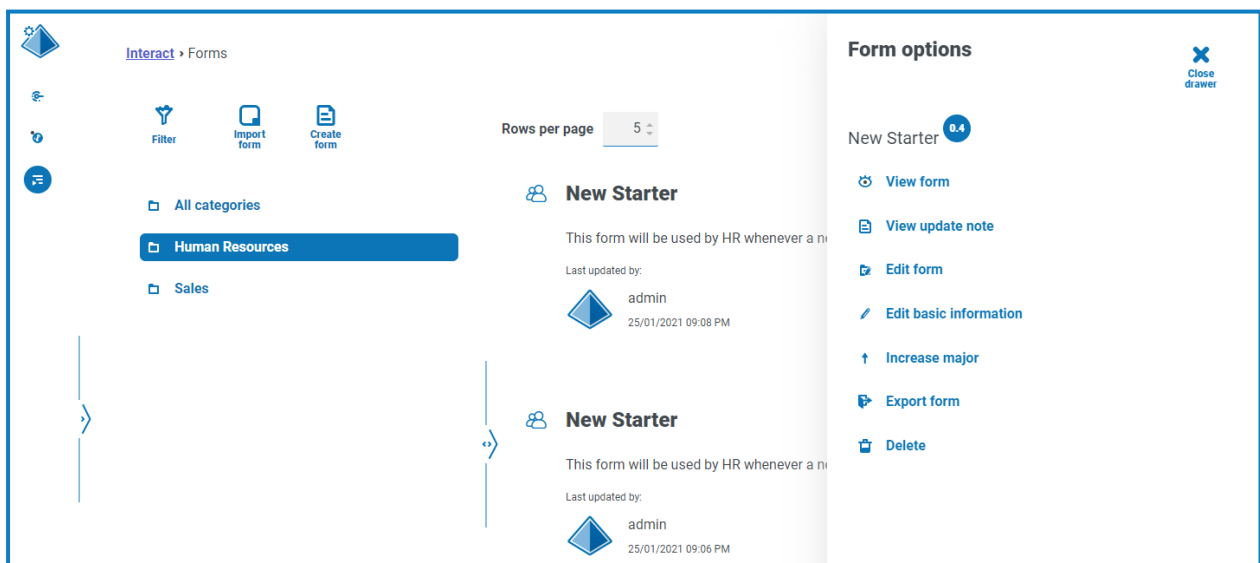 Interact › Forms
Filter
Import
form
Create
form
All categories
Human Resources
Sales
Rows per page 5
New Starter
This form will be used by HR whenever a
Last updated by:
admin
25/01/2021 09:08 PM
New Starter
This form will be used by HR whenever a
Last updated by:
admin
25/01/2021 09:06 PM
Form options
Close
drawer
New Starter 0.4
View form
View update note
Edit form
Edit basic information
Increase major
Export form
Delete